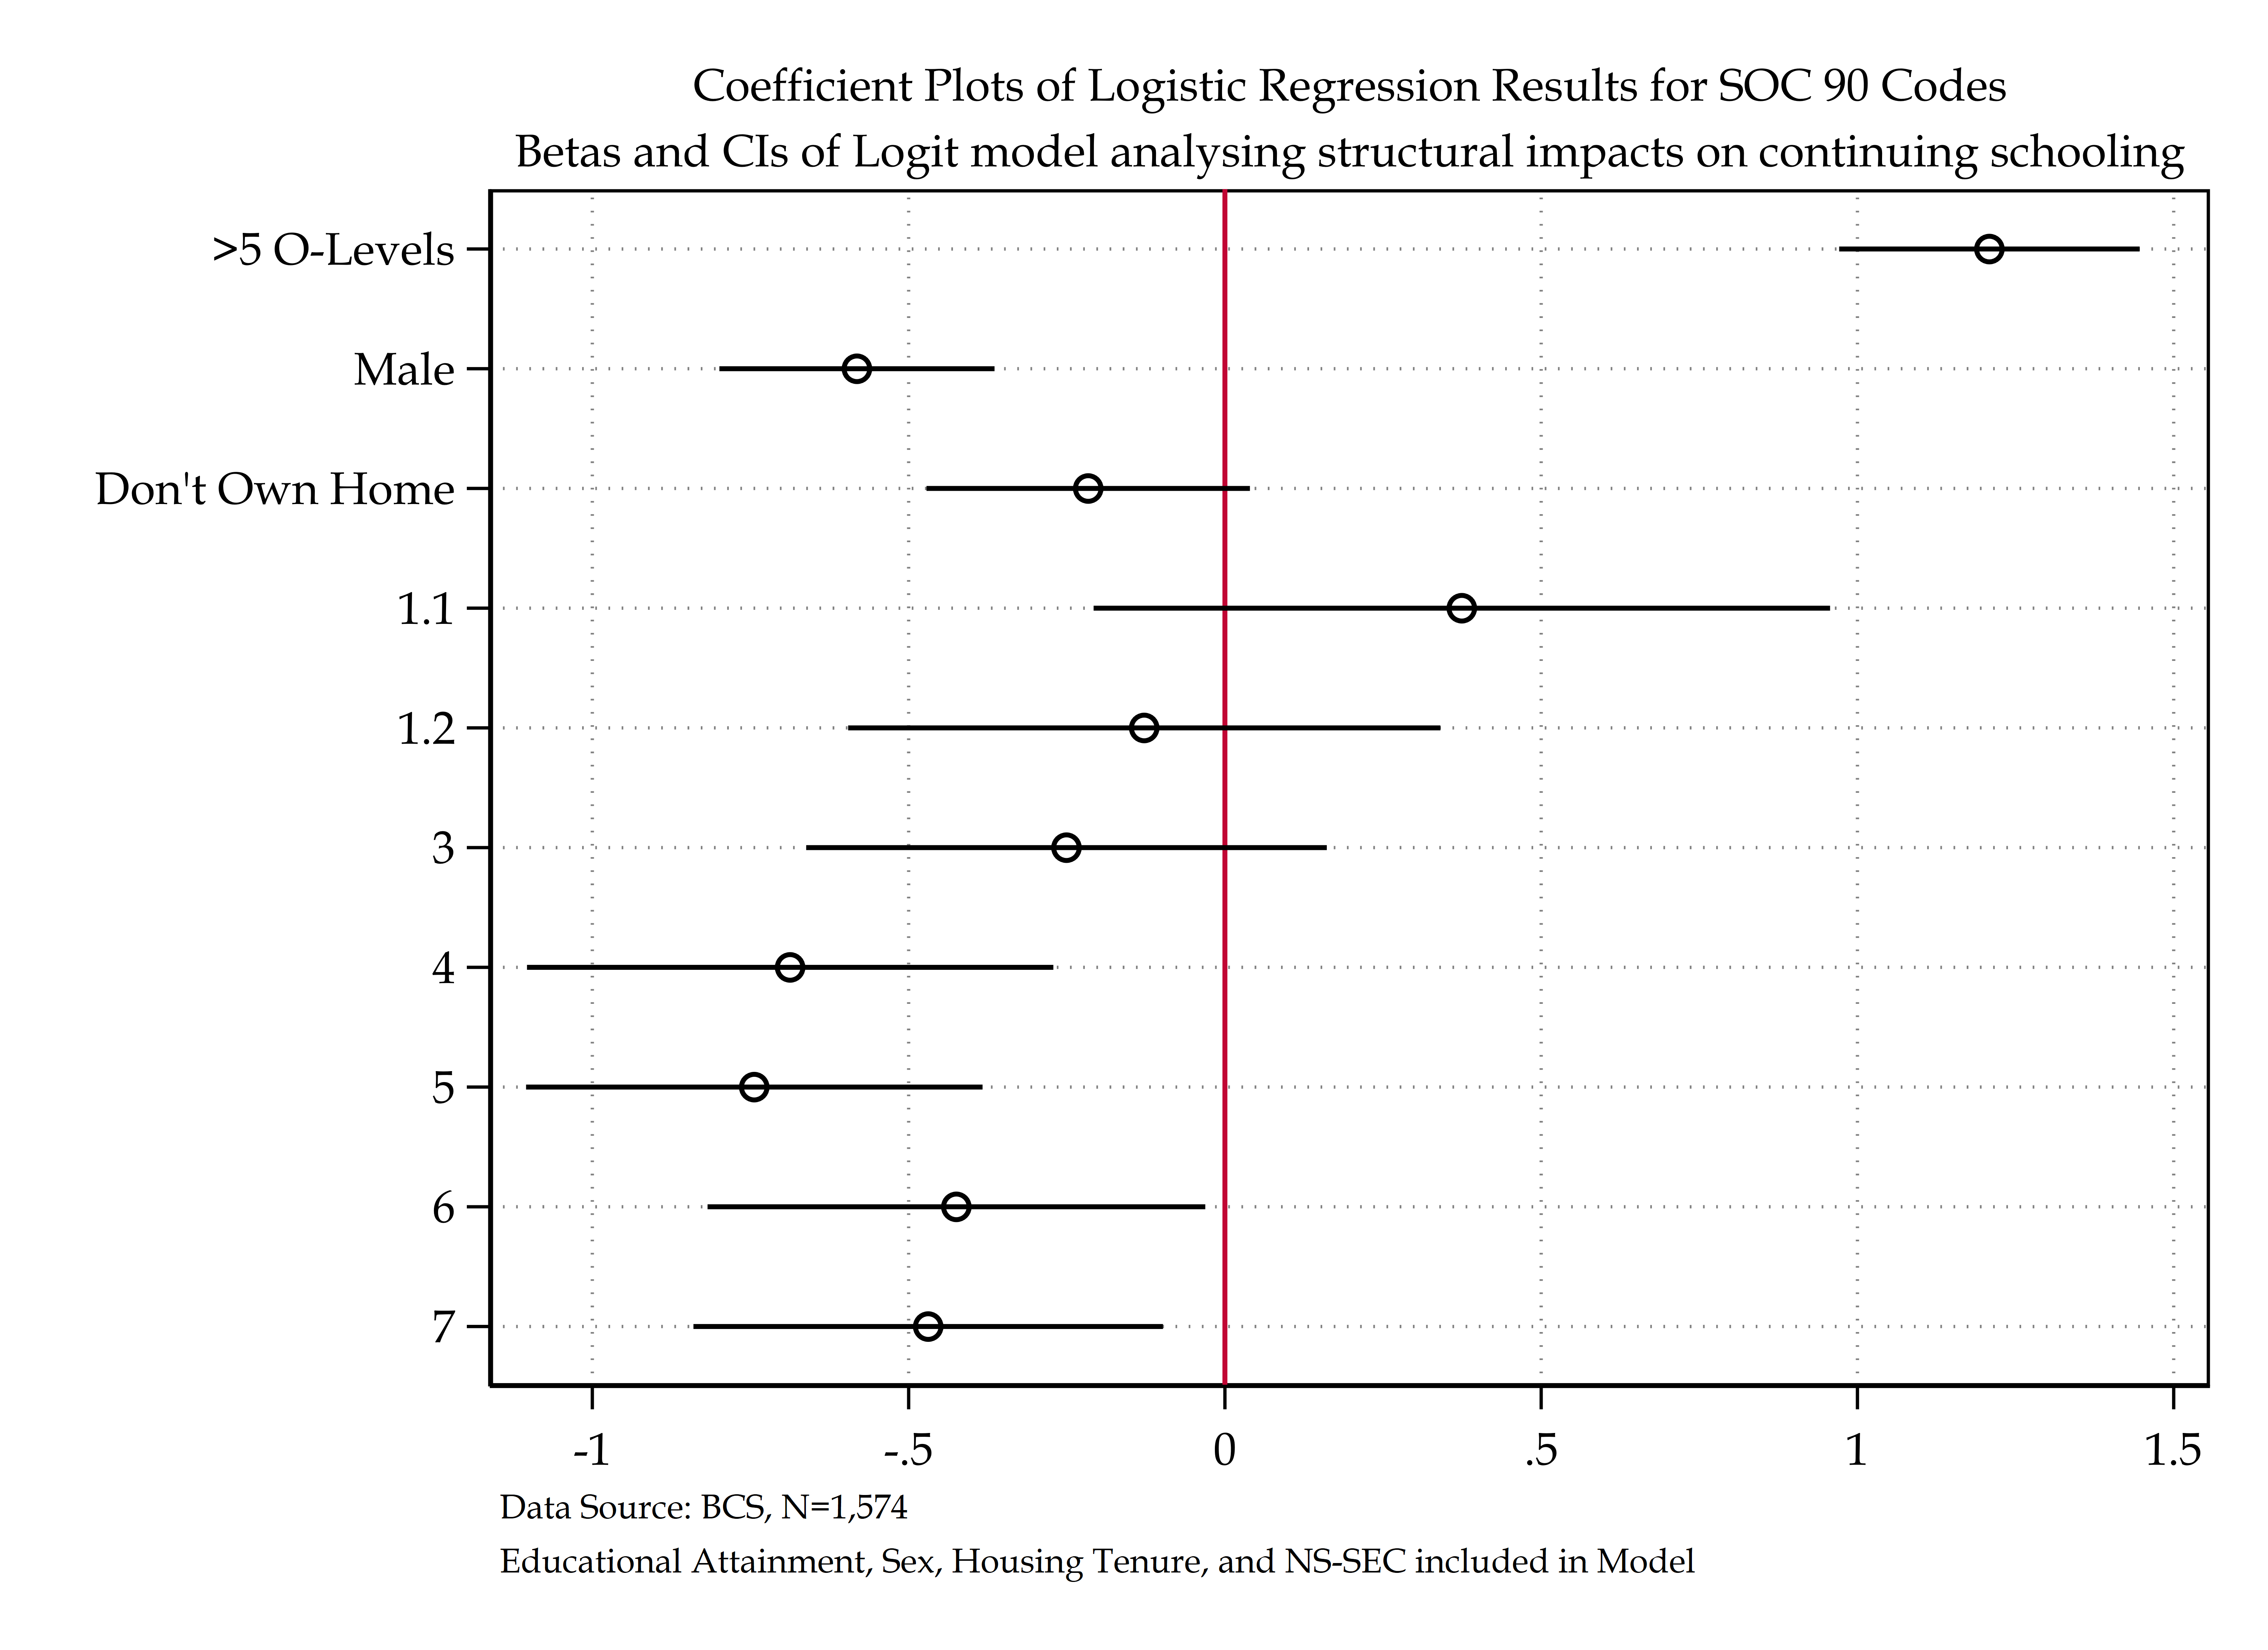 Coefficient Plots of Logistic Regression Results for SOC 90 Codes
Betas and CIs of Logit model analysing structural impacts on continuing schooling
>5 O-Levels
Male
Don't Own Home
1.1
1.2
3
4
5
6
7
-1 -.5 0 .5 1 1.5
Data Source: BCS, N=1,574
Educational Attainment, Sex, Housing Tenure, and NS-SEC included in Model